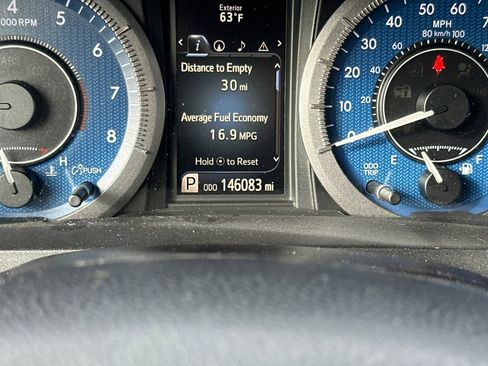 Exterior
63°F
i
Distance to Empty
30 mi
Average Fuel Economy
16.9 MPG
Hold ⦿ to Reset
P ODO 146083 mi
000 RPM
4 5 6 7 8
H
PUSH
MPH
80 km/h 100
70 60 50 40 30 20 10 0
ODO
TRIP
E F